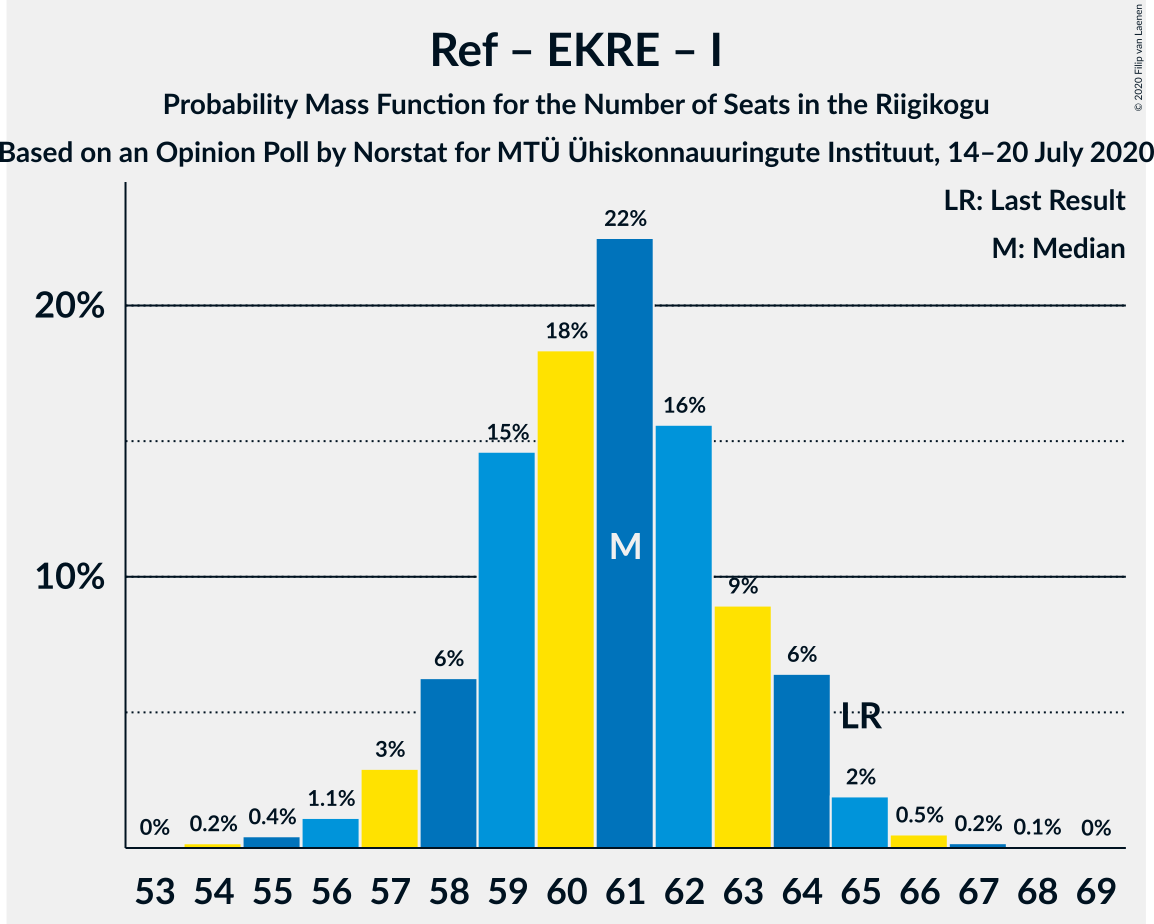 Ref – EKRE – I
Probability Mass Function for the Number of Seats in the Riigikogu
Based on an Opinion Poll by Norstat for MTÜ Ühiskonnauuringute Instituut, 14–20 July 2020
© 2020 Filip van Laenen
LR: Last Result
M: Median
20%
10%
0% 0.2% 0.4% 1.1% 3% 6% 15% 18% 22% 16% 9% 6% 2% 0.5% 0.2% 0.1% 0%
M
LR
53 54 55 56 57 58 59 60 61 62 63 64 65 66 67 68 69